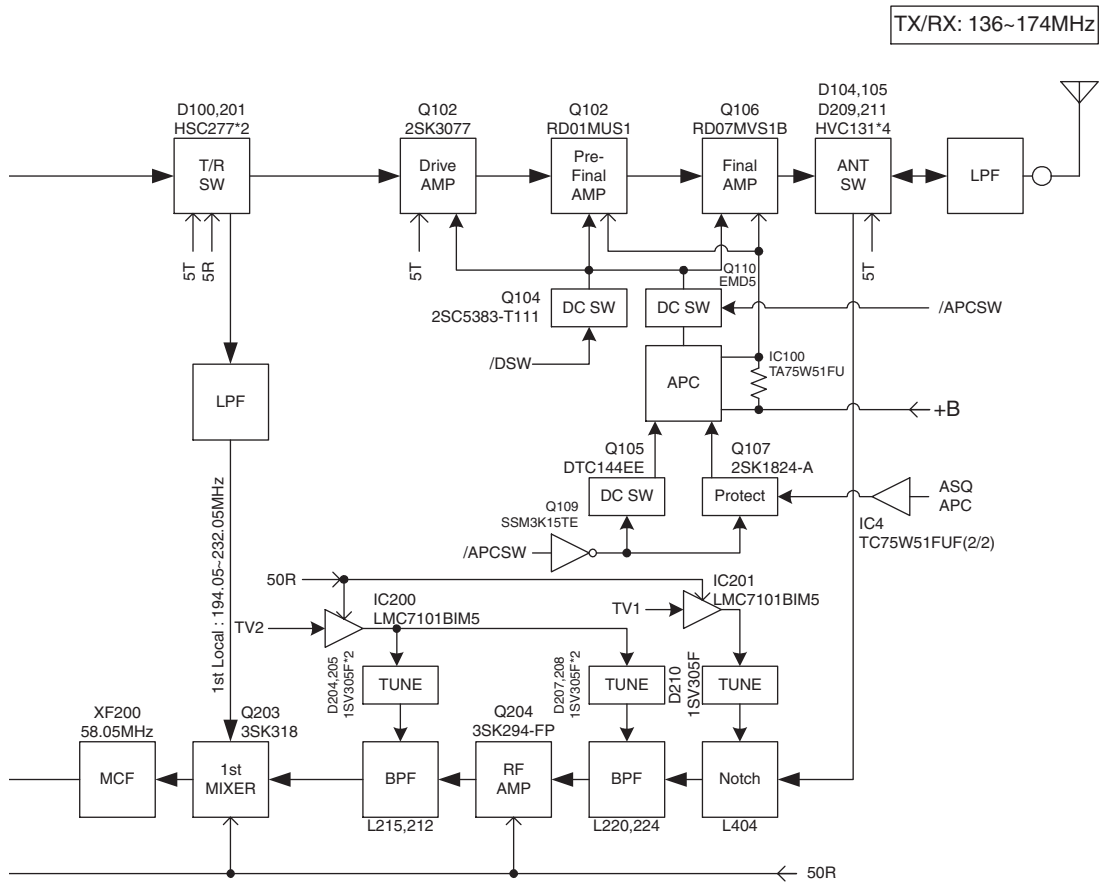 TX/RX: 136~174MHz
D100,201
HSC277*2
Q102
2SK3077
Q102
RD01MUS1
Q106
RD07MVS1B
D104,105
D209,211
HVC131*4
T/R
SW
Drive
AMP
Pre-
Final
AMP
Final
AMP
ANT
SW
LPF
5T
5R
5T
5T
Q104
2SC5383-T111
DC SW
Q110
EMD5
DC SW
/APCSW
/DSW
APC
IC100
TA75W51FU
+B
LPF
Q105
DTC144EE
DC SW
Q107
2SK1824-A
Protect
ASQ
APC
IC4
TC75W51FUF(2/2)
Q109
SSM3K15TE
/APCSW
1st Local : 194.05~232.05MHz
50R
IC200
LMC7101BIM5
TV2
TV1
IC201
LMC7101BIM5
D204,205
1SV305F*2
TUNE
D207,208
1SV305F*2
TUNE
D210
1SV305F
TUNE
XF200
58.05MHz
MCF
Q203
3SK318
1st
MIXER
BPF
L215,212
Q204
3SK294-FP
RF
AMP
BPF
L220,224
Notch
L404
50R